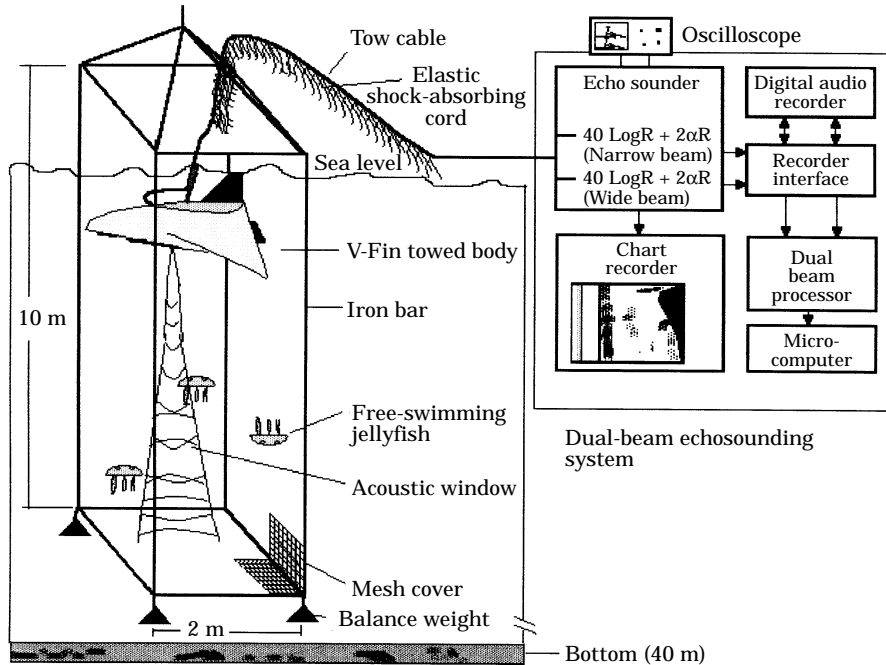 Tow cable
Elastic
shock-absorbing
cord
Sea level
V-Fin towed body
10 m
Iron bar
Free-swimming
jellyfish
Acoustic window
Mesh cover
Balance weight
2 m
Bottom (40 m)
Oscilloscope
Echo sounder
40 LogR + 2αR
(Narrow beam)
40 LogR + 2αR
(Wide beam)
Digital audio
recorder
Recorder
interface
Chart
recorder
Dual
beam
processor
Micro-
computer
Dual-beam echosounding
system